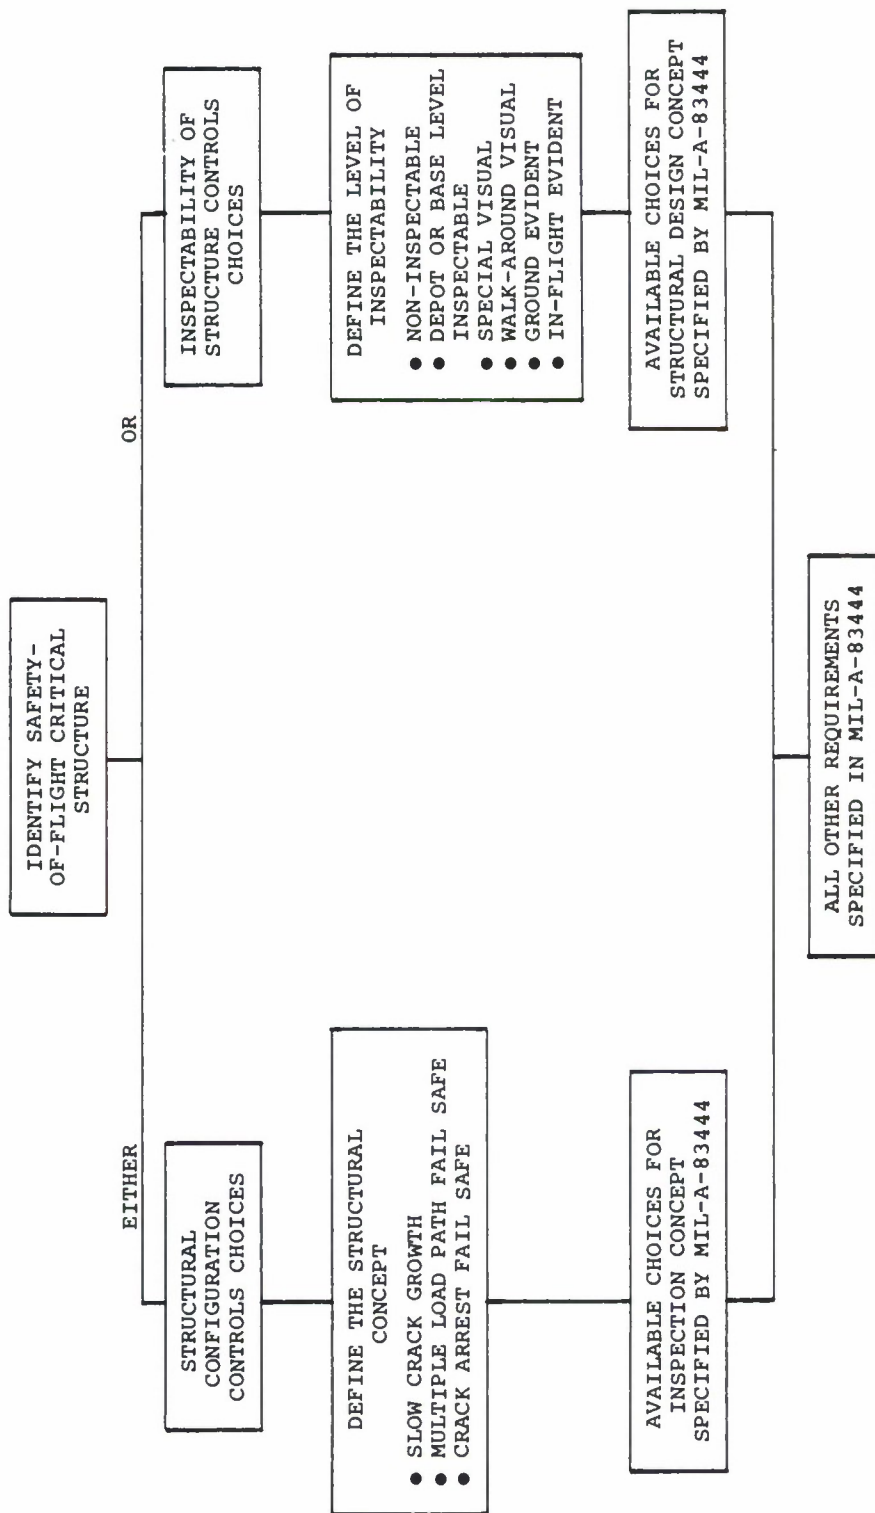 IDENTIFY SAFETY-
OF-FLIGHT CRITICAL
STRUCTURE
EITHER
OR
STRUCTURAL
CONFIGURATION
CONTROLS CHOICES
INSPECTABILITY OF
STRUCTURE CONTROLS
CHOICES
DEFINE THE STRUCTURAL
CONCEPT
● SLOW CRACK GROWTH
● MULTIPLE LOAD PATH FAIL SAFE
● CRACK ARREST FAIL SAFE
DEFINE THE LEVEL OF
INSPECTABILITY
● NON-INSPECTABLE
● DEPOT OR BASE LEVEL
INSPECTABLE
● SPECIAL VISUAL
● WALK-AROUND VISUAL
● GROUND EVIDENT
● IN-FLIGHT EVIDENT
AVAILABLE CHOICES FOR
INSPECTION CONCEPT
SPECIFIED BY MIL-A-83444
AVAILABLE CHOICES FOR
STRUCTURAL DESIGN CONCEPT
SPECIFIED BY MIL-A-83444
ALL OTHER REQUIREMENTS
SPECIFIED IN MIL-A-83444